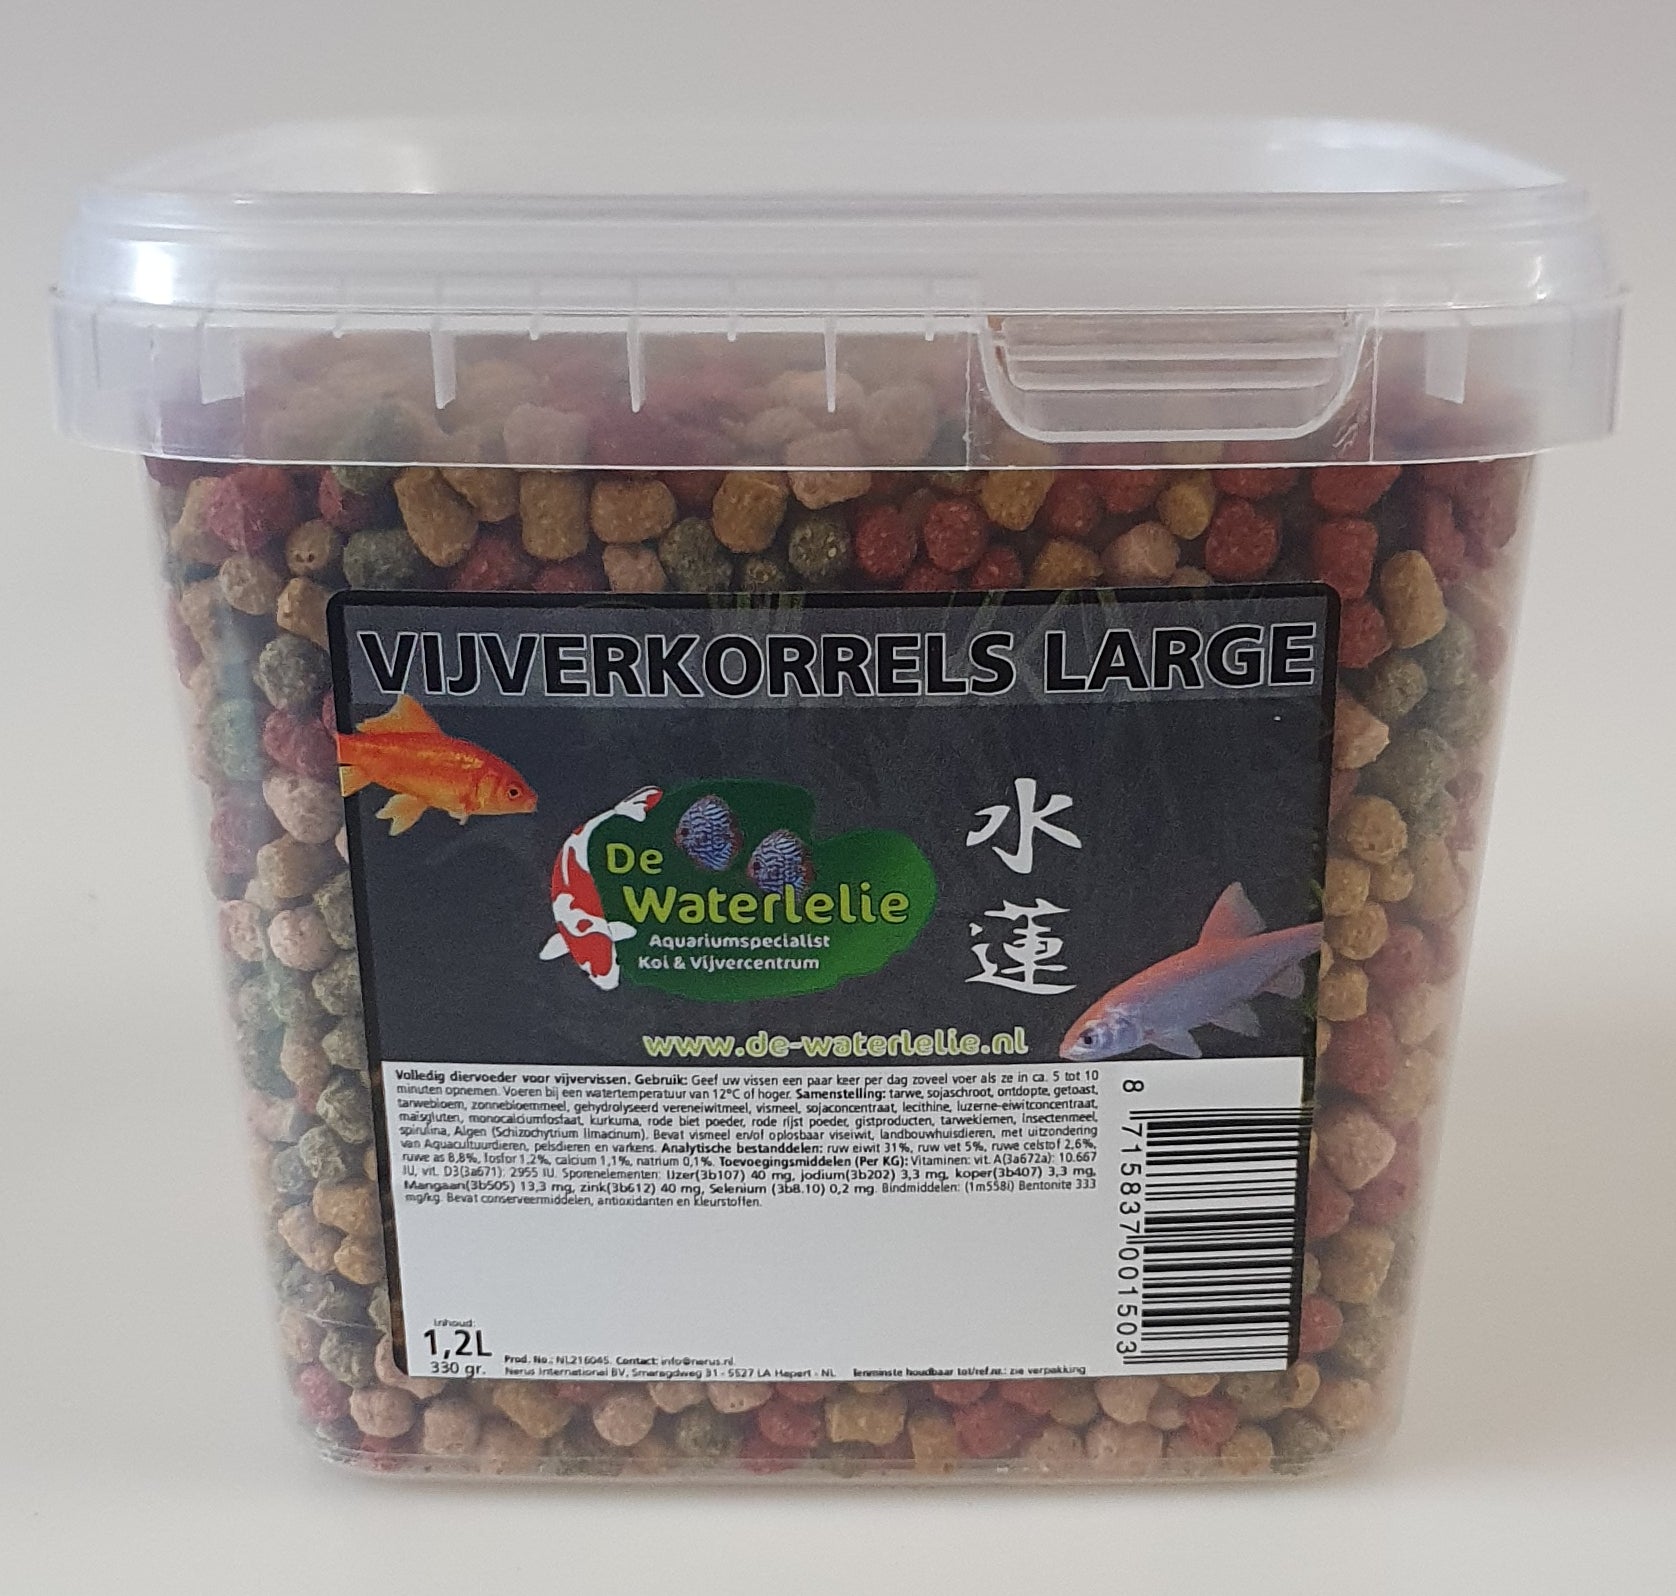 VIJVERKORRELS LARGE
De
Waterlelie
Aquariumspecialist
Koi & Vijvercentrum
水
蓮
www.de-waterlelie.nl
Volledig diervoeder voor vijvervissen. Gebruik: Geef uw vissen een paar keer per dag zoveel voer als ze in ca. 5 tot 10
minuten opnemen. Voeren bij een watertemperatuur van 12°C of hoger. Samenstelling: tarwe, sojaschroot, ontdopte, getoast,
tarwebloem, zonnebloemmeel, gehydrolyseerd vereneiwitmeel, vismeel, sojaconcentraat, lecithine, luzerne-eiwitconcentraat,
maisgluten, monocalciumfosfaat, kurkuma, rode biet poeder, rode rijst poeder, gistproducten, tarwekiemen, insectenmeel,
spirulina, Algen (Schizochytrium limacinum). Bevat vismeel en/of oplosbaar viseiwit, landbouwhuisdieren, met uitzondering
van Aquacultuurdieren, pelsdieren en varkens. Analytische bestanddelen: ruw eiwit 31%, ruw vet 5%, ruwe celstof 2,6%,
ruwe as 8,8%, fosfor 1,2%, calcium 1,1%, natrium 0,1%. Toevoegingsmiddelen (Per KG): Vitaminen: vit. A(3a672a): 10.667
IU, vit. D3(3a671): 2955 IU. Sporenelementen: IJzer(3b107) 40 mg, jodium(3b202) 3,3 mg, koper(3b407) 3,3 mg,
Mangaan(3b505) 13,3 mg, zink(3b612) 40 mg, Selenium (3b8.10) 0,2 mg. Bindmiddelen: (1m558i) Bentonite 333
mg/kg. Bevat conserveermiddelen, antioxidanten en kleurstoffen.
8 715837 001503
Inhoud:
1,2L
330 gr.
Prod. No.: NL216045. Contact: info@nerus.nl
Nerus International BV, Smaragdweg 31 - 5527 LA Hapert - NL Tenminste houdbaar tot/ref.nr.: zie verpakking